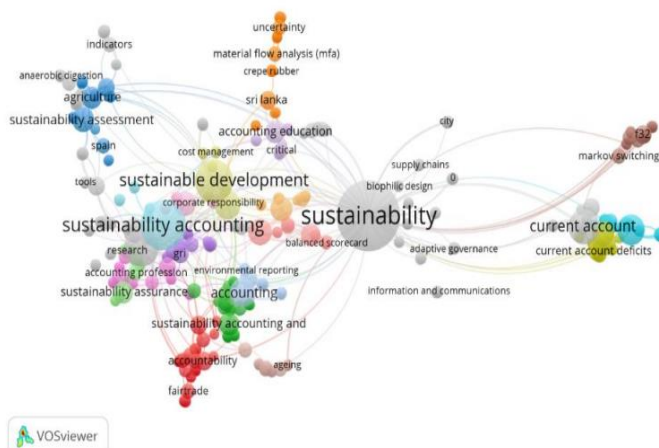 uncertainty
indicators
material flow analysis (mfa)
anaerobic digestion
crepe rubber
agriculture
sri lanka
sustainability assessment
accounting education
city
f32
spain
critical
markov switching
cost management
supply chains
tools
sustainable development
0
biophilic design
corporate responsibility
sustainability
sustainability accounting
current account
balanced scorecard
adaptive governance
current account deficits
research
gri
accounting profession
environmental reporting
sustainability assurance
accounting
information and communications
sustainability accounting and
accountability
ageing
fairtrade
VOSviewer